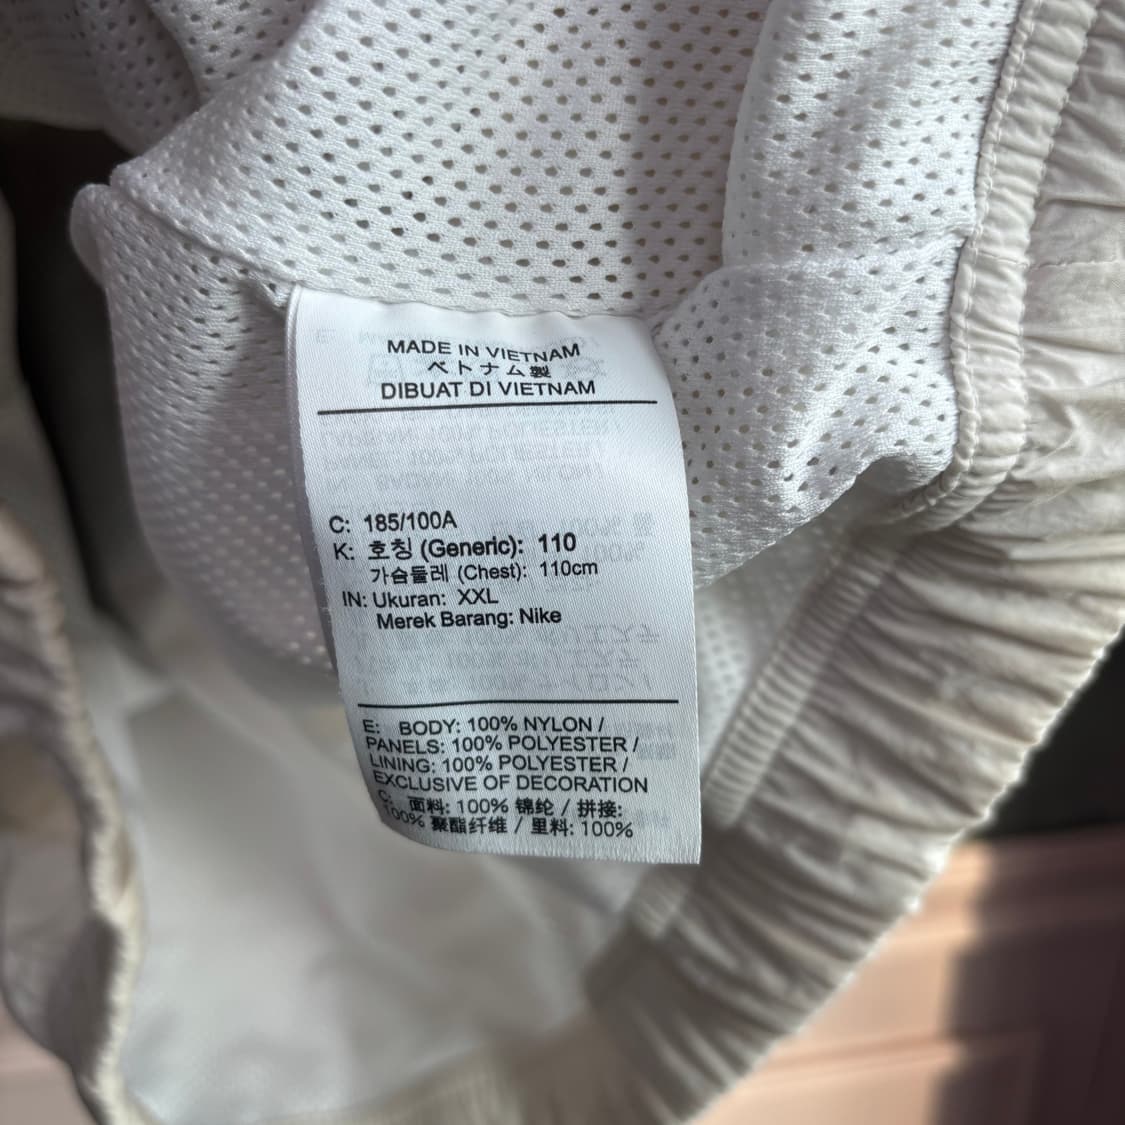 MADE IN VIETNAM
ベトナム製
DIBUAT DI VIETNAM
C: 185/100A
K: 호칭 (Generic): 110
가슴둘레 (Chest): 110cm
IN: Ukuran: XXL
Merek Barang: Nike
E: BODY: 100% NYLON /
PANELS: 100% POLYESTER /
LINING: 100% POLYESTER /
EXCLUSIVE OF DECORATION
C: 面料: 100% 锦纶 / 拼接:
100% 聚酯纤维 / 里料: 100%